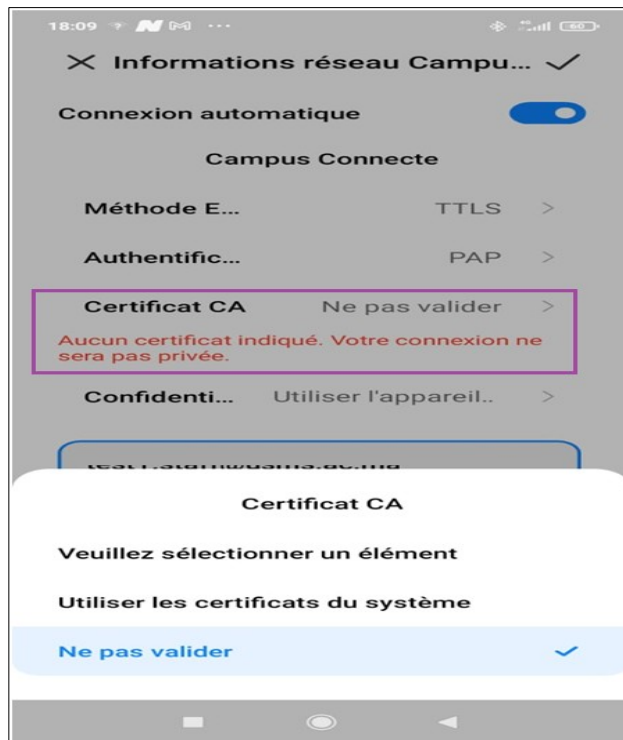 18:09 ...
60
Informations réseau Campu...
Connexion automatique
Campus Connecte
Méthode E... TTLS >
Authentific... PAP >
Certificat CA Ne pas valider >
Aucun certificat indiqué. Votre connexion ne
sera pas privée.
Confidenti... Utiliser l'appareil.. >
Certificat CA
Veuillez sélectionner un élément
Utiliser les certificats du système
Ne pas valider